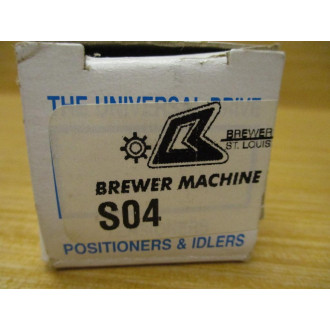 THE UNIVERSAL DRIVE
BREWER
ST. LOUIS
BREWER MACHINE
S04
POSITIONERS & IDLERS